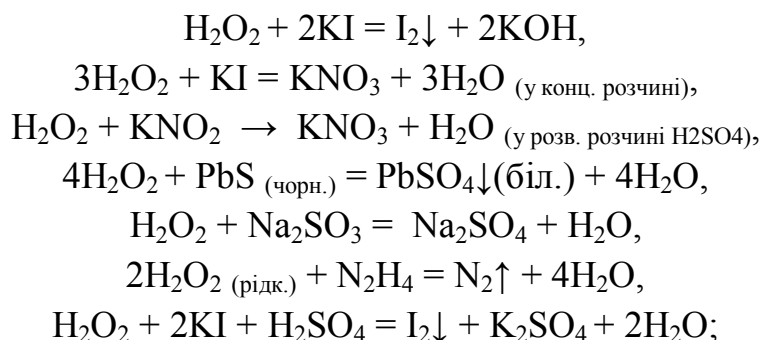 H₂O₂ + 2KI = I₂↓ + 2KOH,
3H₂O₂ + KI = KNO₃ + 3H₂O (у конц. розчині),
H₂O₂ + KNO₂ → KNO₃ + H₂O (у розв. розчині H2SO4),
4H₂O₂ + PbS (чорн.) = PbSO₄↓(біл.) + 4H₂O,
H₂O₂ + Na₂SO₃ = Na₂SO₄ + H₂O,
2H₂O₂ (рідк.) + N₂H₄ = N₂↑ + 4H₂O,
H₂O₂ + 2KI + H₂SO₄ = I₂↓ + K₂SO₄ + 2H₂O;